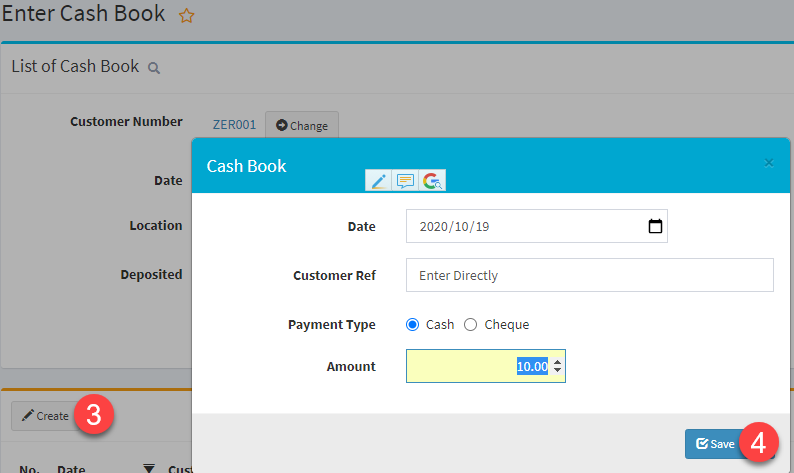 Enter Cash Book
List of Cash Book
Customer Number ZER001 Change
Cash Book ×
Date
Location
Deposited
Date 2020/10/19
Customer Ref Enter Directly
Payment Type Cash Cheque
Amount 10.00
Create 3
Save 4
No. Date Cust